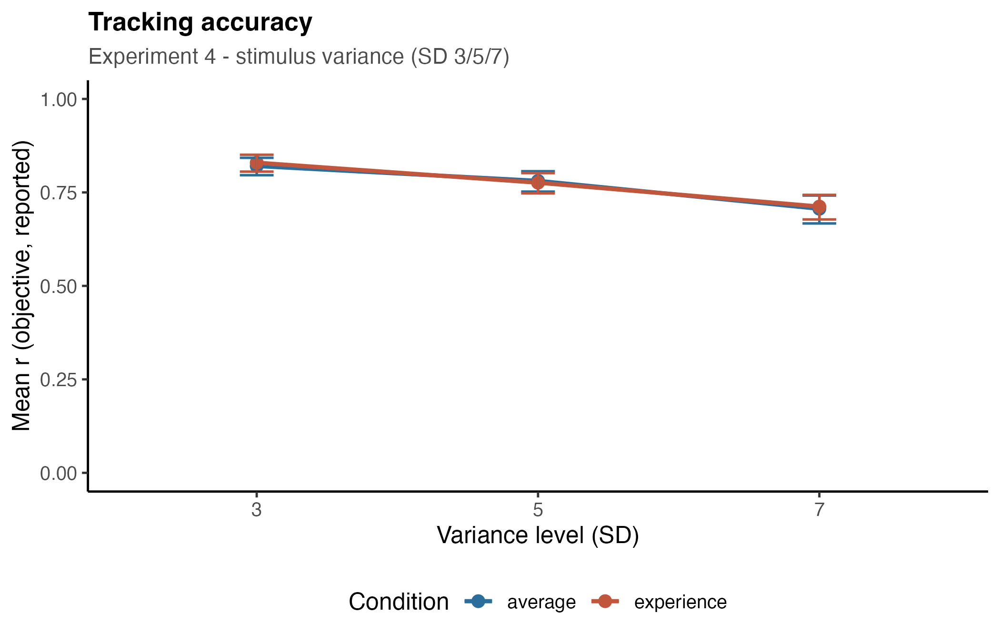 Tracking accuracy
Experiment 4 - stimulus variance (SD 3/5/7)
Mean r (objective, reported)
1.00
0.75
0.50
0.25
0.00
3 5 7
Variance level (SD)
Condition average experience